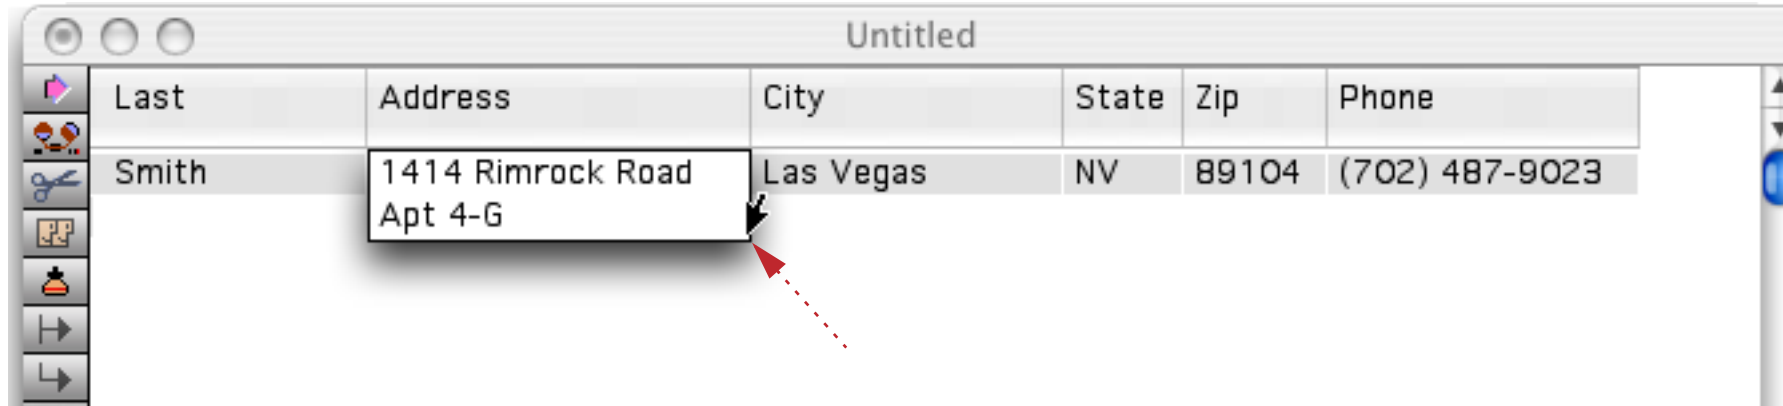 Untitled
Last Address City State Zip Phone
Smith 1414 Rimrock Road Las Vegas NV 89104 (702) 487-9023
Apt 4-G